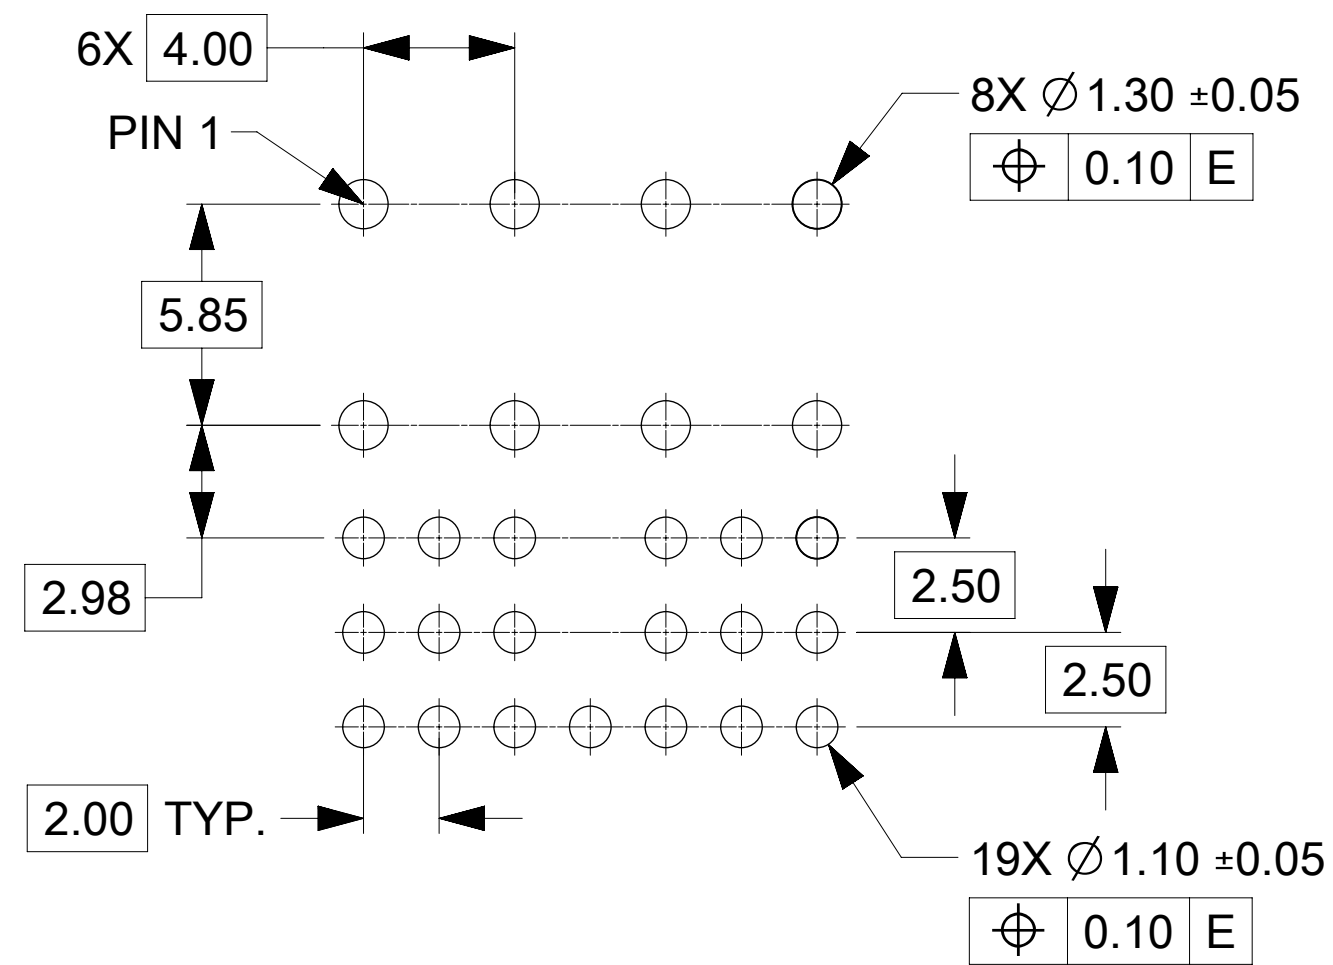 6X 4.00
PIN 1
8X ⌀1.30 ±0.05
⌖ 0.10 E
5.85
2.98
2.50
2.50
2.00 TYP.
19X ⌀1.10 ±0.05
⌖ 0.10 E